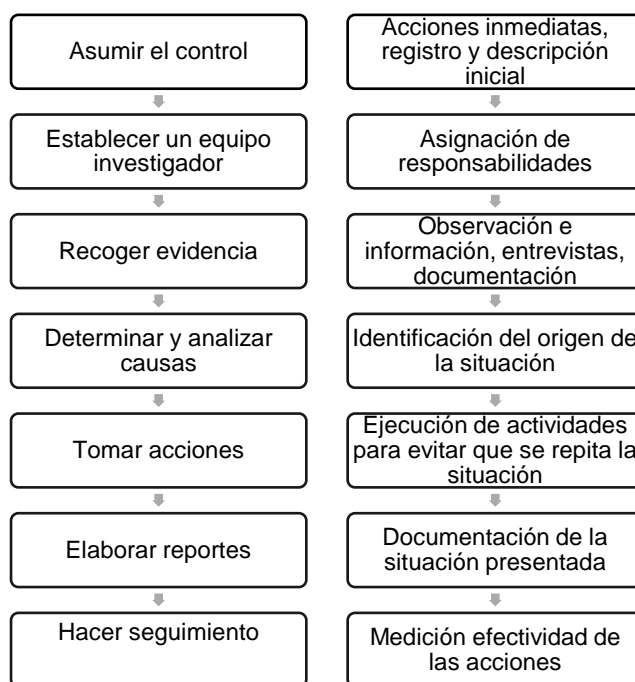 Asumir el control
Acciones inmediatas,
registro y descripción
inicial
Establecer un equipo
investigador
Asignación de
responsabilidades
Recoger evidencia
Observación e
información, entrevistas,
documentación
Determinar y analizar
causas
Identificación del origen de
la situación
Tomar acciones
Ejecución de actividades
para evitar que se repita la
situación
Elaborar reportes
Documentación de la
situación presentada
Hacer seguimiento
Medición efectividad de
las acciones